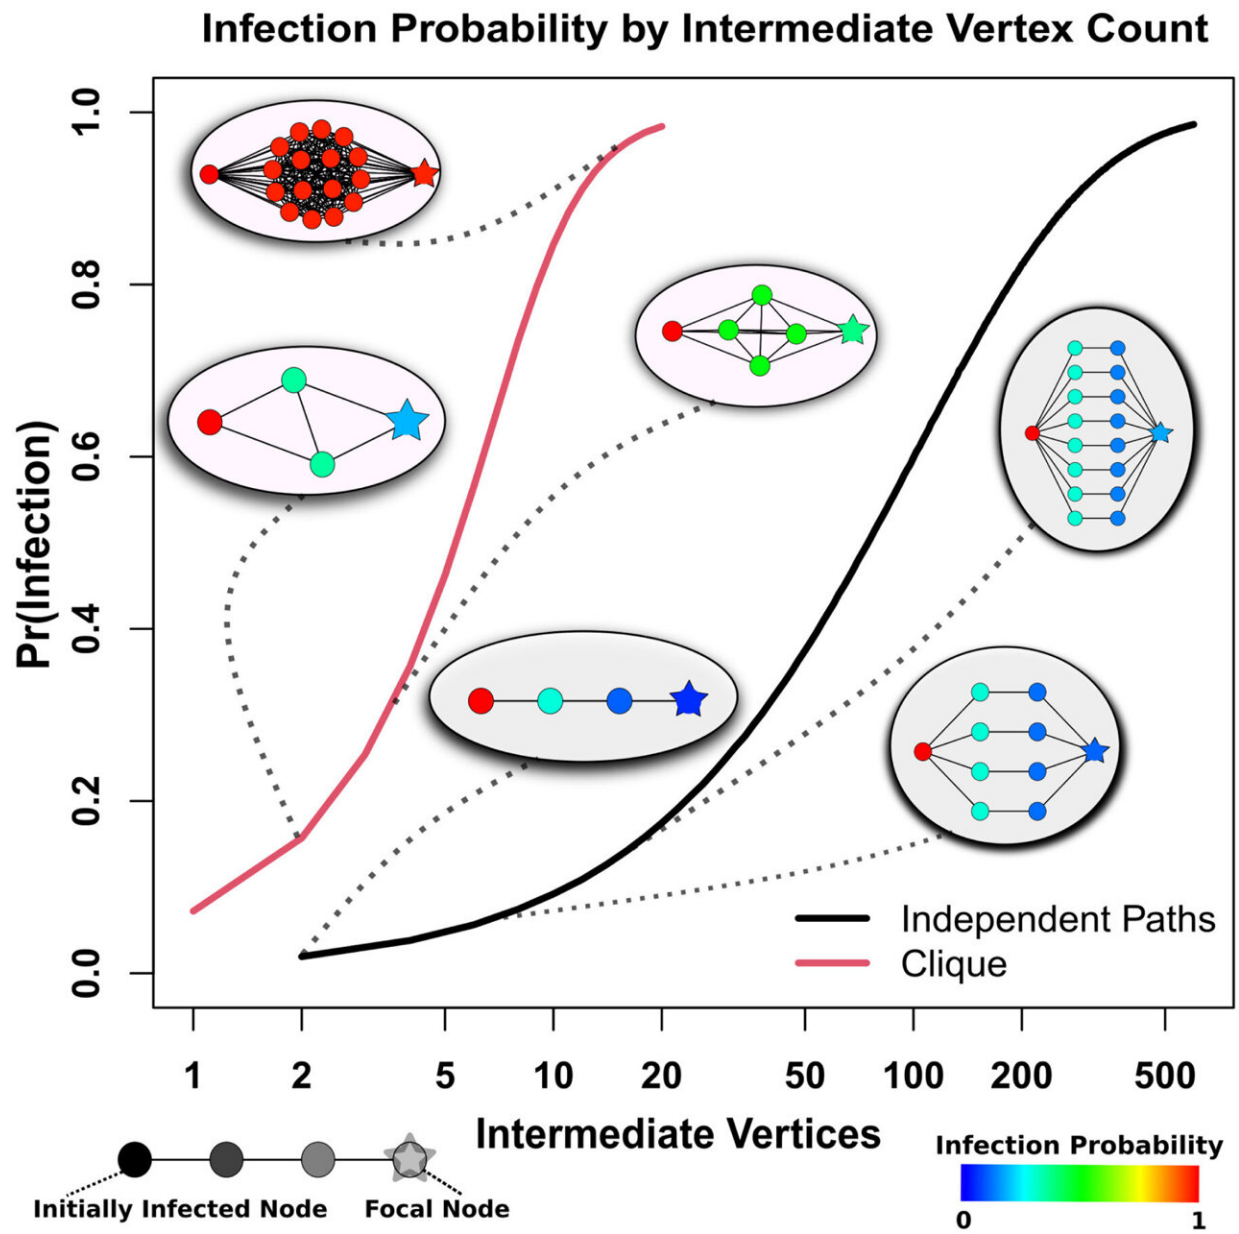 Infection Probability by Intermediate Vertex Count
Pr(Infection)
1.0
0.8
0.6
0.4
0.2
0.0
Independent Paths
Clique
1 2 5 10 20 50 100 200 500
Intermediate Vertices
Initially Infected Node
Focal Node
Infection Probability
0 1